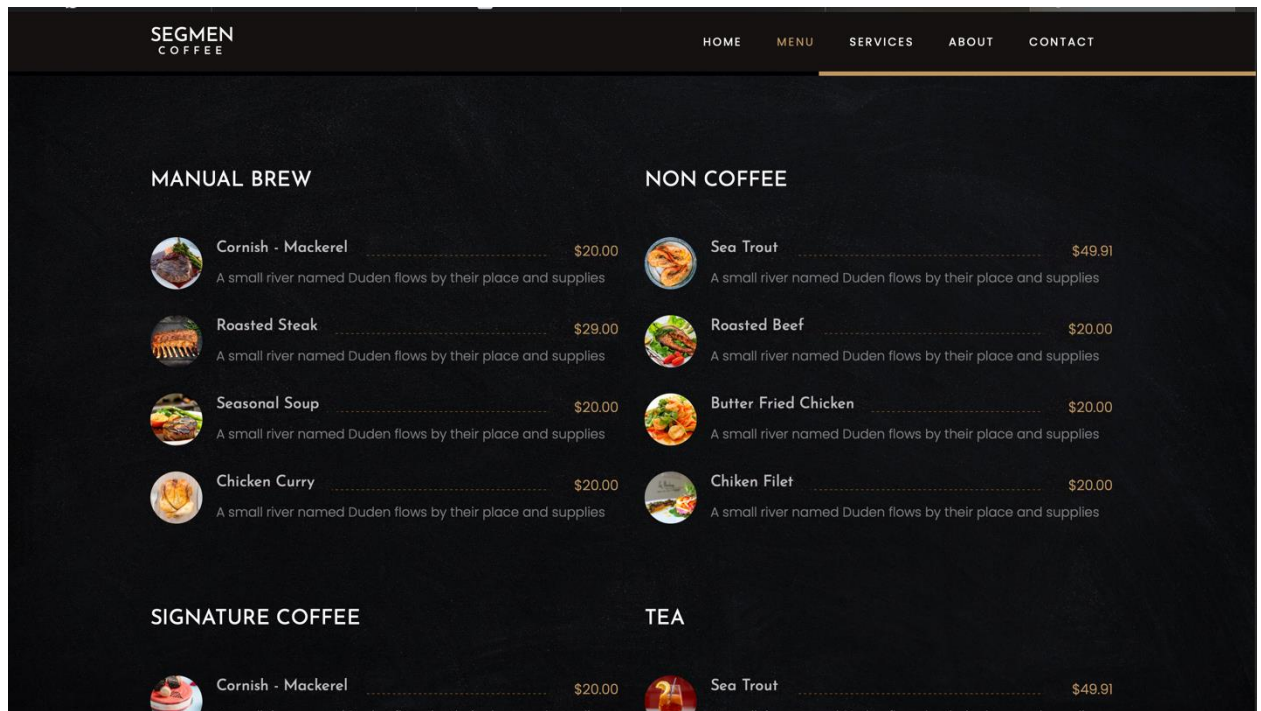 SEGMEN
COFFEE
HOME MENU SERVICES ABOUT CONTACT
MANUAL BREW
Cornish - Mackerel $20.00
A small river named Duden flows by their place and supplies
Roasted Steak $29.00
A small river named Duden flows by their place and supplies
Seasonal Soup $20.00
A small river named Duden flows by their place and supplies
Chicken Curry $20.00
A small river named Duden flows by their place and supplies
NON COFFEE
Sea Trout $49.91
A small river named Duden flows by their place and supplies
Roasted Beef $20.00
A small river named Duden flows by their place and supplies
Butter Fried Chicken $20.00
A small river named Duden flows by their place and supplies
Chiken Filet $20.00
A small river named Duden flows by their place and supplies
SIGNATURE COFFEE
Cornish - Mackerel $20.00
TEA
Sea Trout $49.91